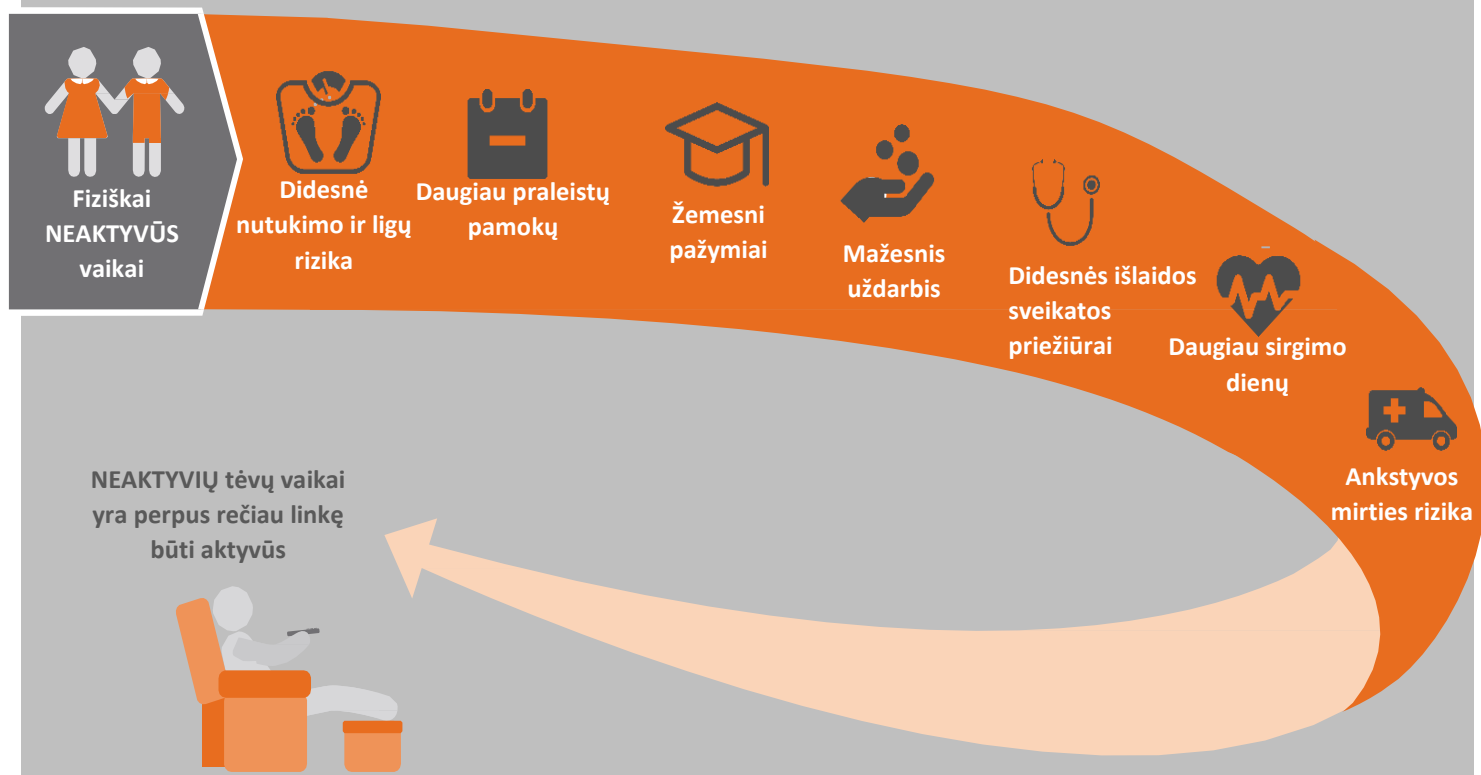 Fiziškai
NEAKTYVŪS
vaikai
Didesnė
nutukimo ir ligų
rizika
Daugiau praleistų
pamokų
Žemesni
pažymiai
Mažesnis
uždarbis
Didesnės išlaidos
sveikatos
priežiūrai
Daugiau sirgimo
dienų
Ankstyvos
mirties rizika
NEAKTYVIŲ tėvų vaikai
yra perpus rečiau linkę
būti aktyvūs